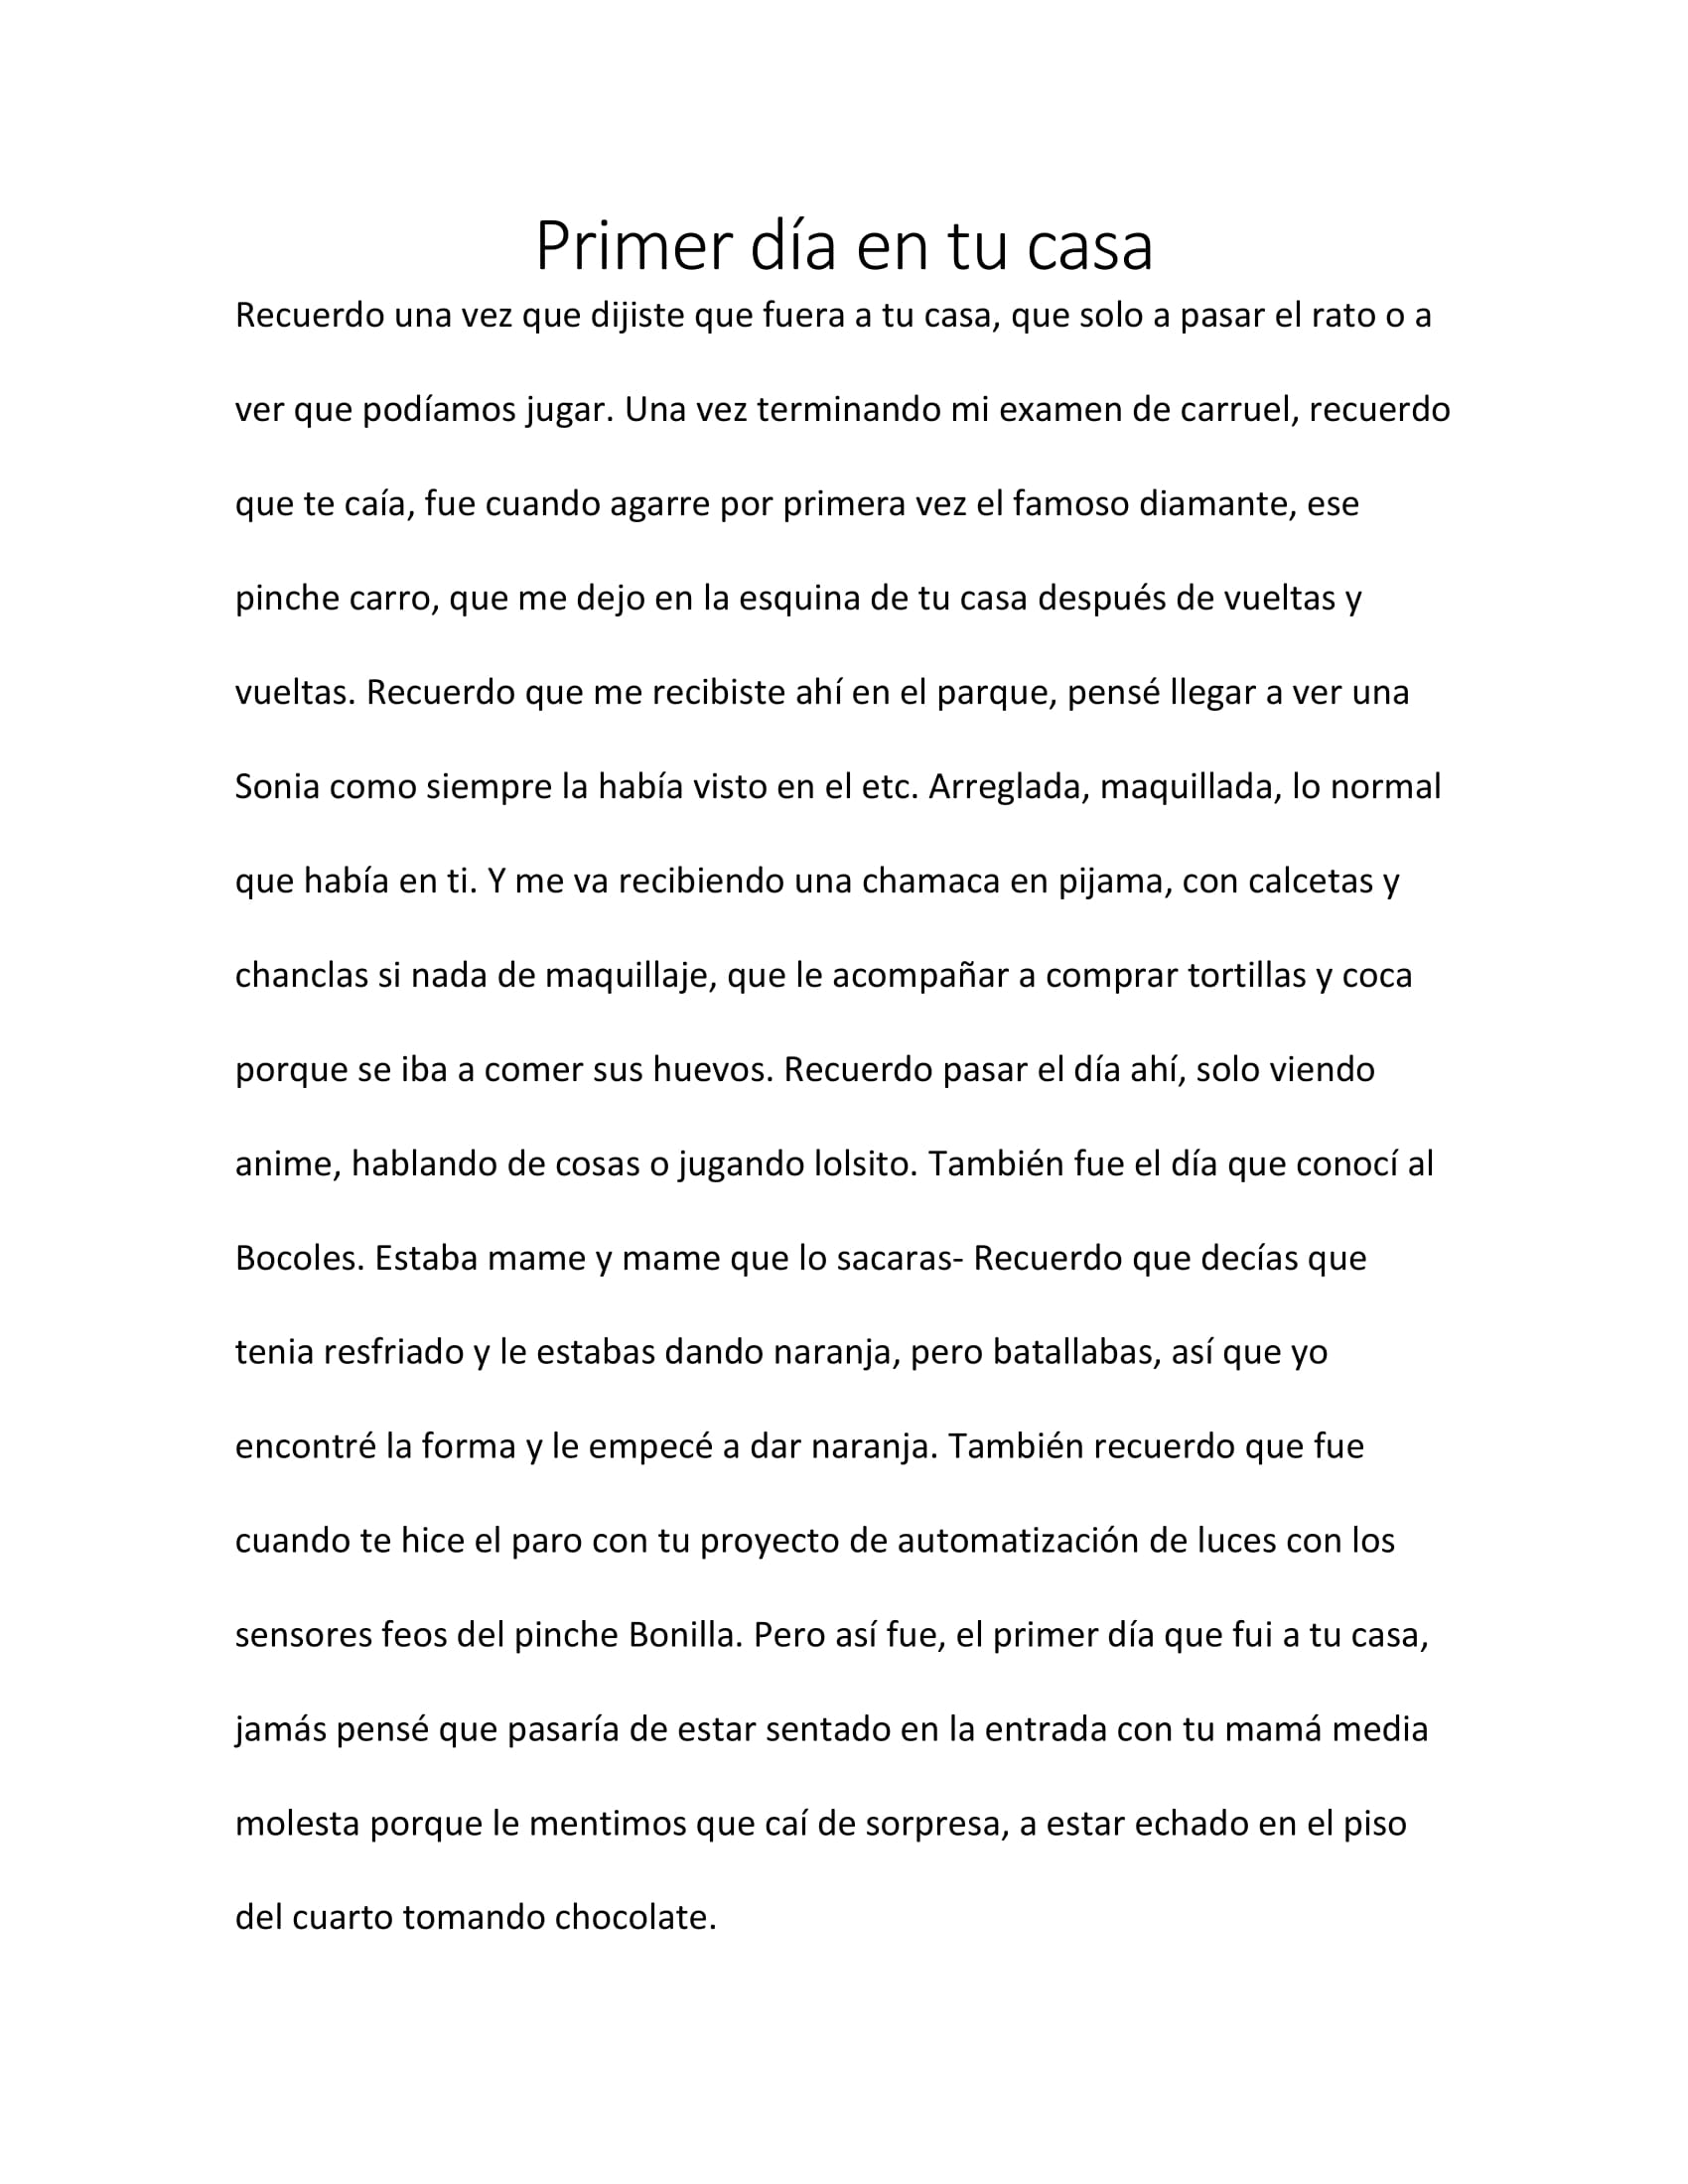 Primer día en tu casa
Recuerdo una vez que dijiste que fuera a tu casa, que solo a pasar el rato o a
ver que podíamos jugar. Una vez terminando mi examen de carruel, recuerdo
que te caía, fue cuando agarre por primera vez el famoso diamante, ese
pinche carro, que me dejo en la esquina de tu casa después de vueltas y
vueltas. Recuerdo que me recibiste ahí en el parque, pensé llegar a ver una
Sonia como siempre la había visto en el etc. Arreglada, maquillada, lo normal
que había en ti. Y me va recibiendo una chamaca en pijama, con calcetas y
chanclas si nada de maquillaje, que le acompañar a comprar tortillas y coca
porque se iba a comer sus huevos. Recuerdo pasar el día ahí, solo viendo
anime, hablando de cosas o jugando lolsito. También fue el día que conocí al
Bocoles. Estaba mame y mame que lo sacaras- Recuerdo que decías que
tenia resfriado y le estabas dando naranja, pero batallabas, así que yo
encontré la forma y le empecé a dar naranja. También recuerdo que fue
cuando te hice el paro con tu proyecto de automatización de luces con los
sensores feos del pinche Bonilla. Pero así fue, el primer día que fui a tu casa,
jamás pensé que pasaría de estar sentado en la entrada con tu mamá media
molesta porque le mentimos que caí de sorpresa, a estar echado en el piso
del cuarto tomando chocolate.